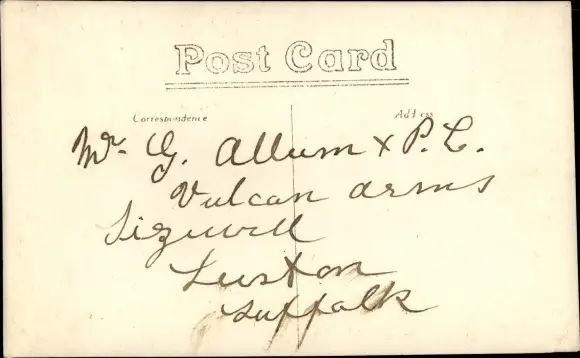 Post Card
Correspondence
Address
Mr. G. Allum & P. C.
Vulcan Arms
Sizewell
Leiston
Suffolk